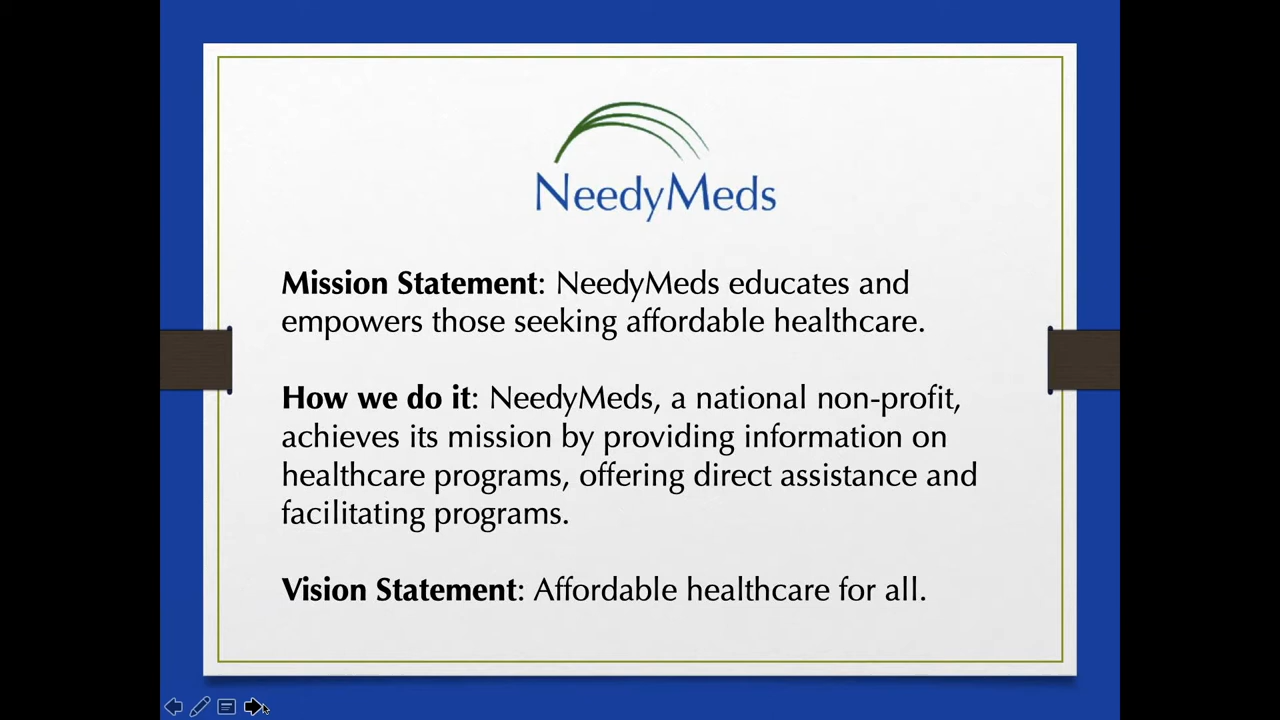 NeedyMeds
Mission Statement: NeedyMeds educates and
empowers those seeking affordable healthcare.
How we do it: NeedyMeds, a national non-profit,
achieves its mission by providing information on
healthcare programs, offering direct assistance and
facilitating programs.
Vision Statement: Affordable healthcare for all.